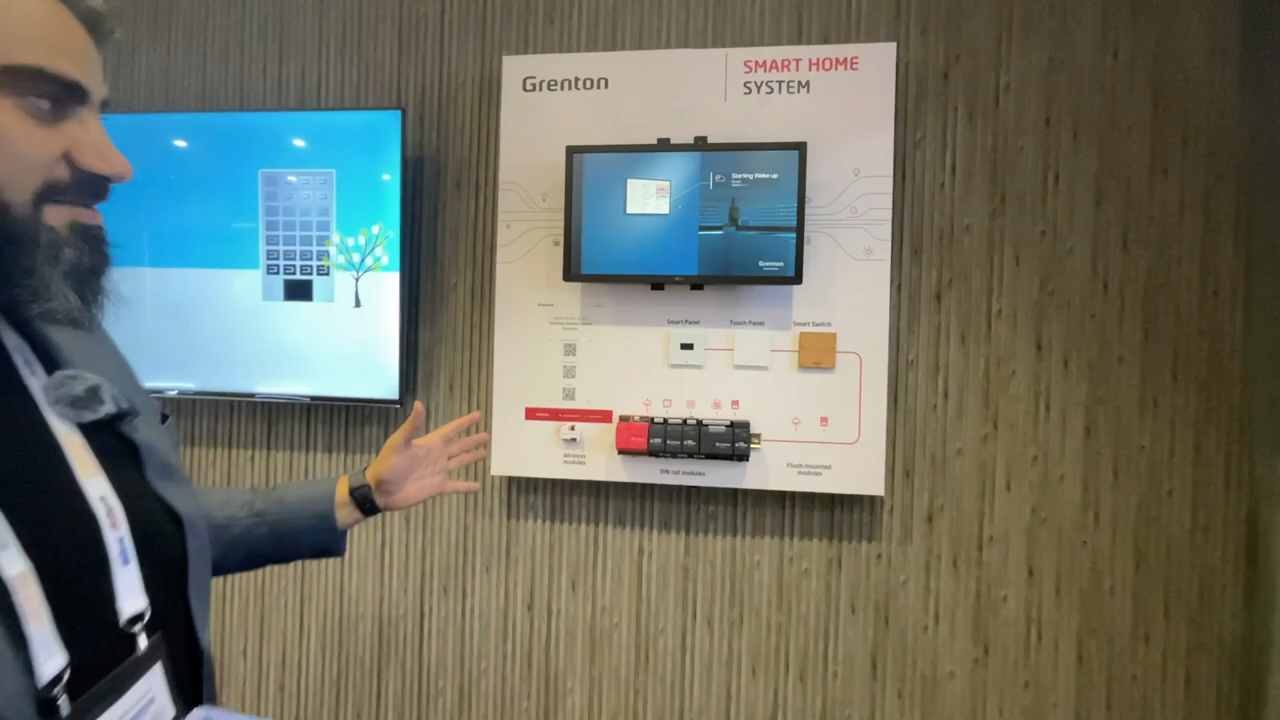 Grenton
SMART HOME
SYSTEM
Starting Wake up
Grenton
Smart Panel
Touch Panel
Smart Switch
Wireless
modules
DIN rail modules
Flush-mounted
modules